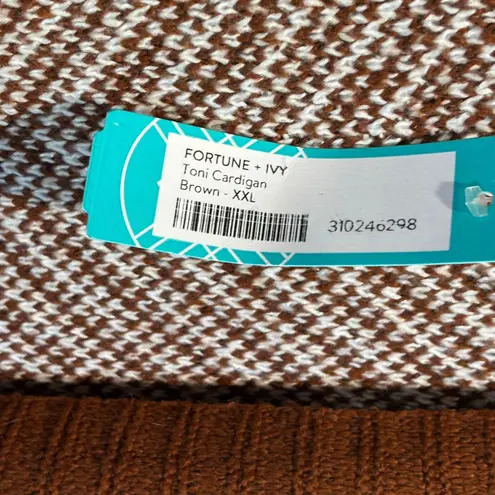 FORTUNE + IVY
Toni Cardigan
Brown - XXL
310246298